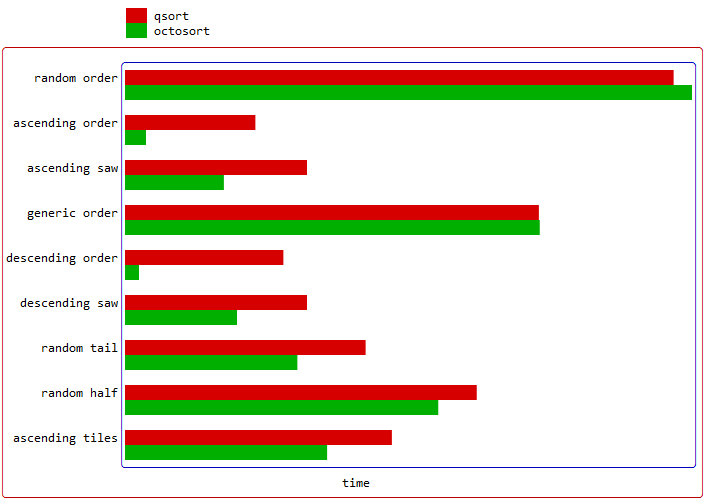 qsort
octosort
random order
ascending order
ascending saw
generic order
descending order
descending saw
random tail
random half
ascending tiles
time